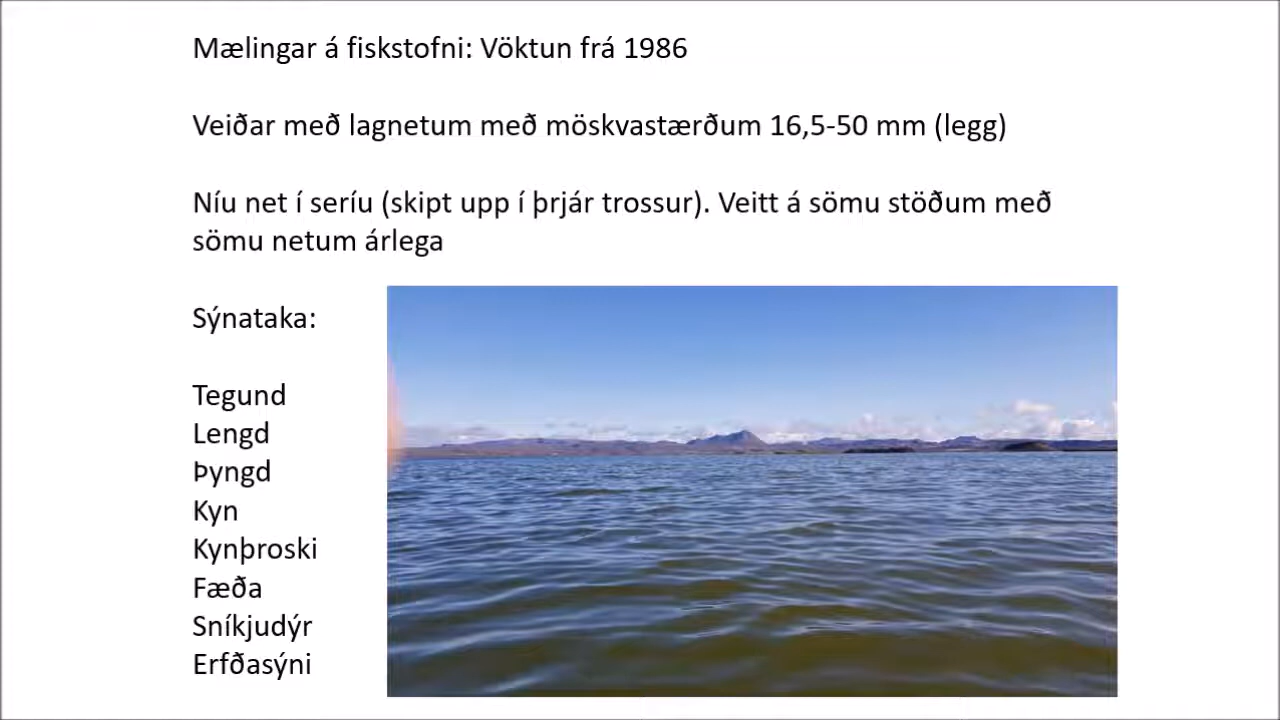 Mælingar á fiskstofni: Vöktun frá 1986
Veiðar með lagnetum með möskvastærðum 16,5-50 mm (legg)
Níu net í seríu (skipt upp í þrjár trossur). Veitt á sömu stöðum með
sömu netum árlega
Sýnataka:
Tegund
Lengd
Þyngd
Kyn
Kynþroski
Fæða
Sníkjudýr
Erfðasýni